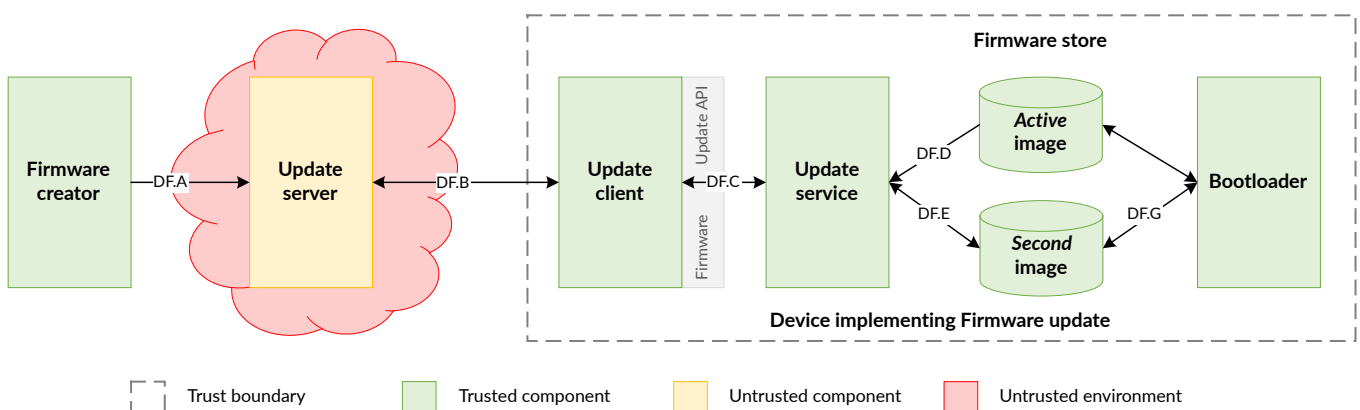 Firmware store
Firmware
creator
DF.A
Update
server
DF.B
Update
client
Firmware Update API
DF.C
Update
service
DF.D
DF.E
Active
image
Second
image
DF.G
Bootloader
Device implementing Firmware update
Trust boundary
Trusted component
Untrusted component
Untrusted environment